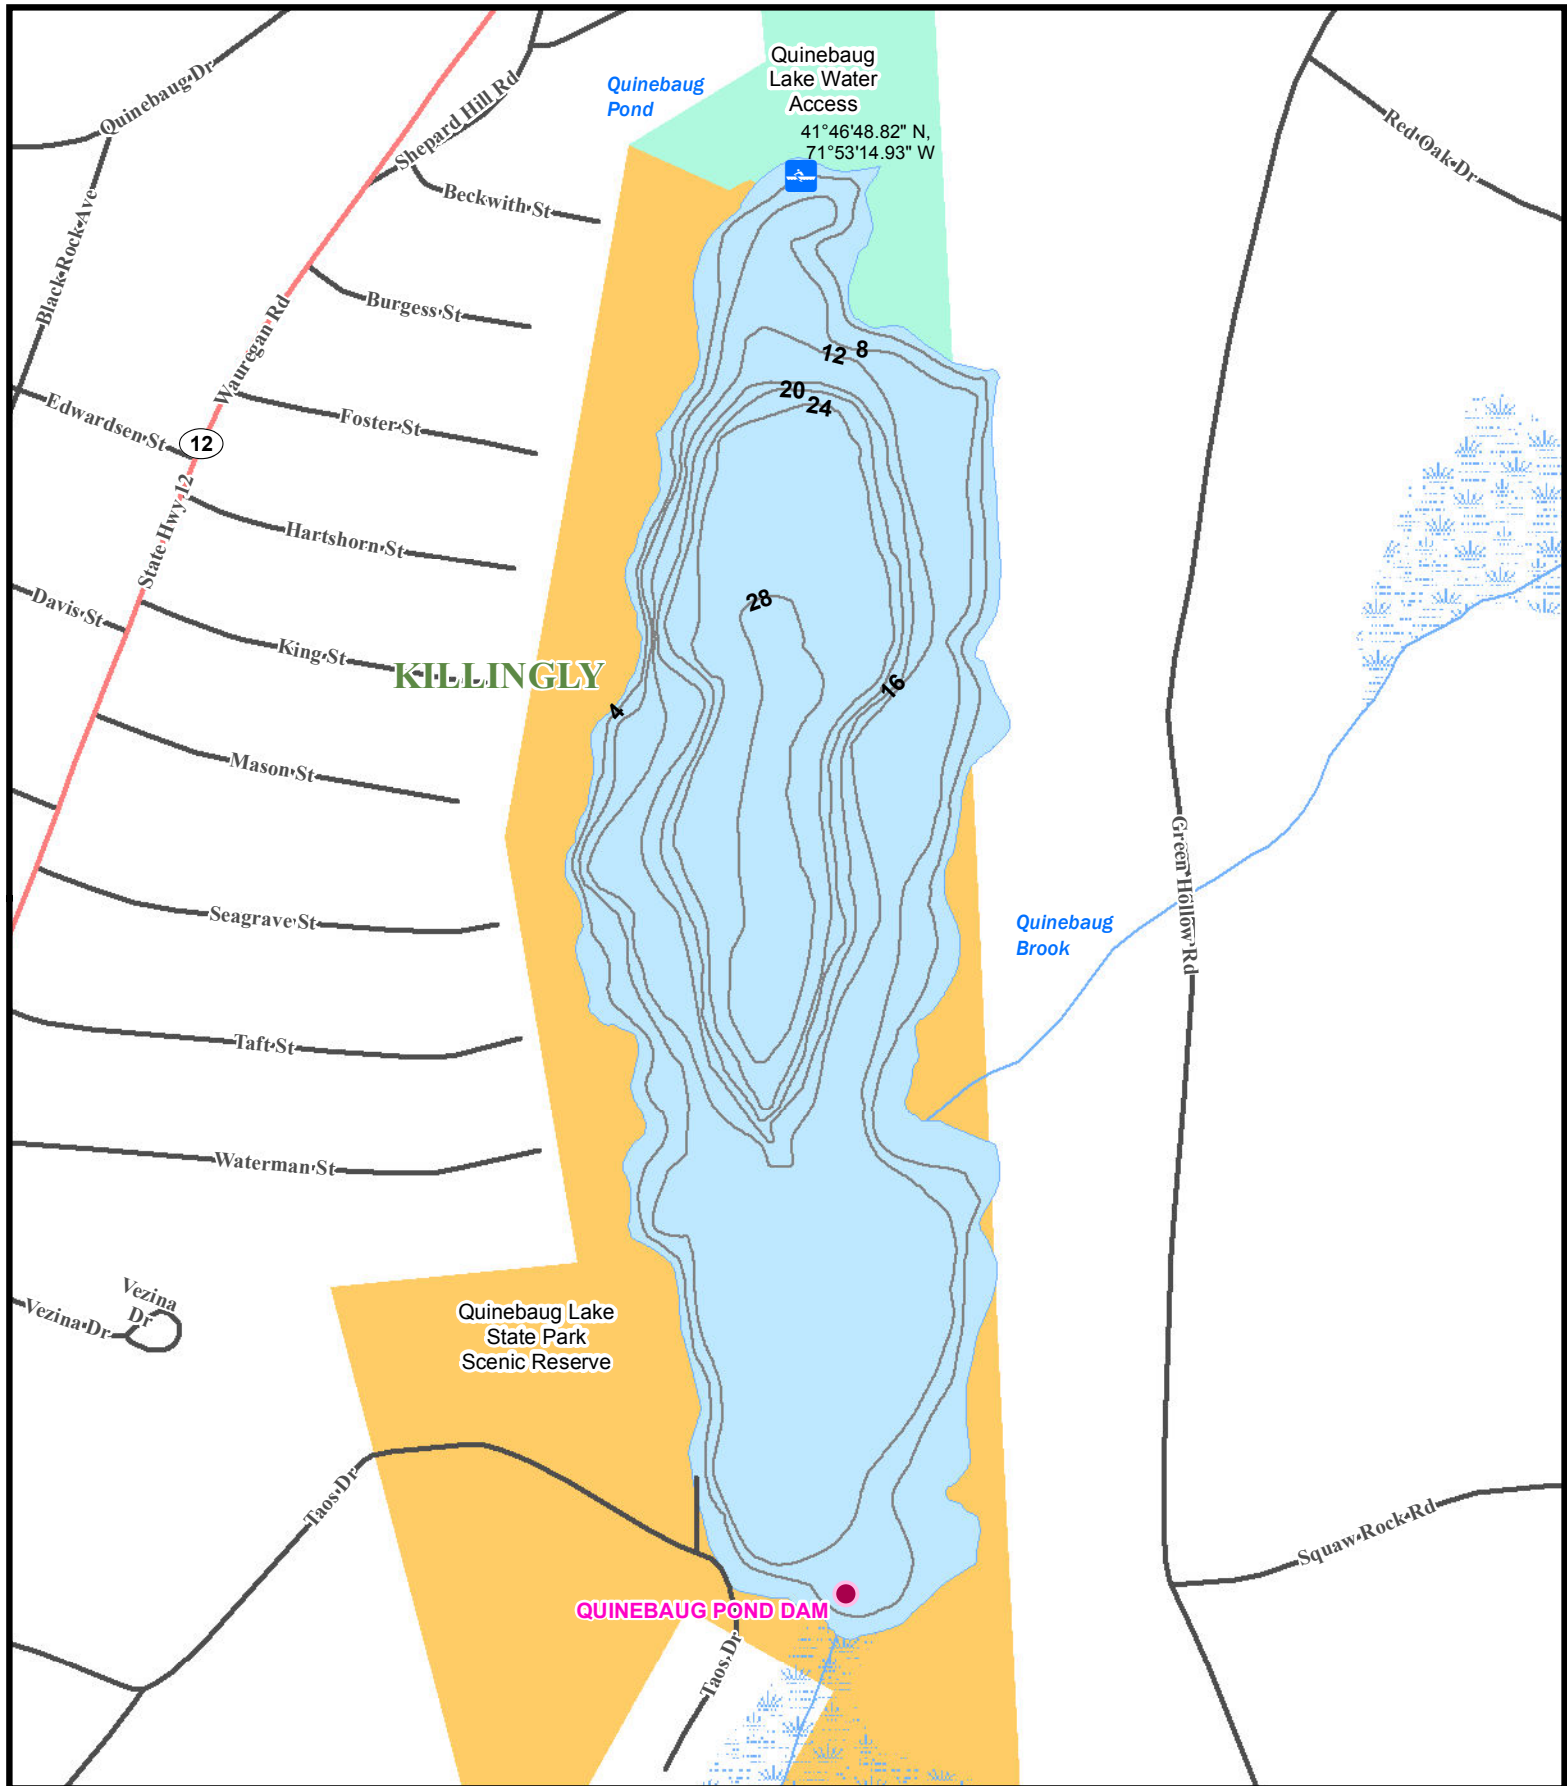 Quinebaug
Lake Water
Access
41°46'48.82" N,
71°53'14.93" W
Quinebaug
Pond
Quinebaug Dr
Shepard Hill Rd
Red Oak Dr
Beckwith St
Black Rock Ave
Burgess St
Wauregan Rd
12
8
20
24
Edwardsen St
Foster St
12
State Hwy 12
Hartshorn St
Davis St
28
King St
KILLINGLY
16
4
Mason St
Green Hollow Rd
Seagrave St
Quinebaug
Brook
Taft St
Waterman St
Vezina
Dr
Vezina Dr
Quinebaug Lake
State Park
Scenic Reserve
Taos Dr
Squaw Rock Rd
QUINEBAUG POND DAM
Taos Dr